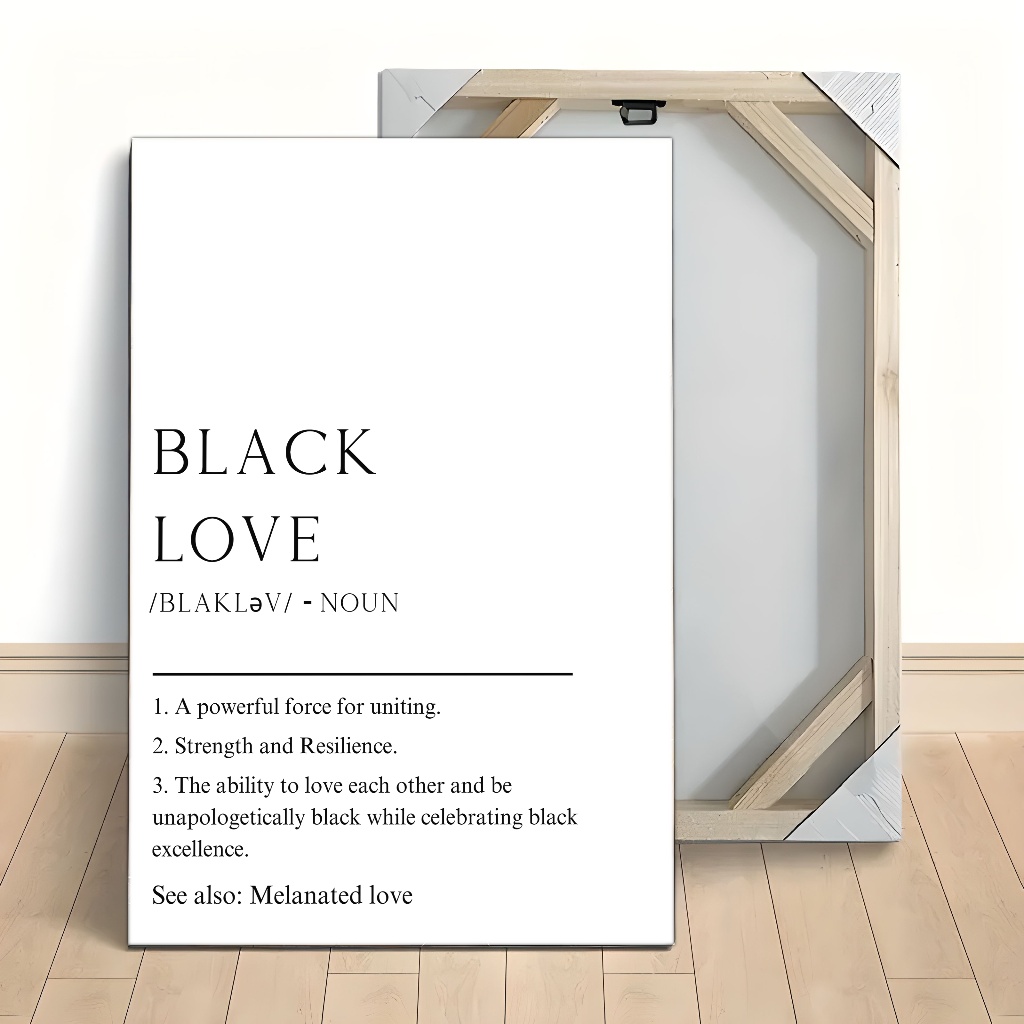 BLACK
LOVE
/BLAKLəV/ - NOUN
1. A powerful force for uniting.
2. Strength and Resilience.
3. The ability to love each other and be
unapologetically black while celebrating black
excellence.
See also: Melanated love